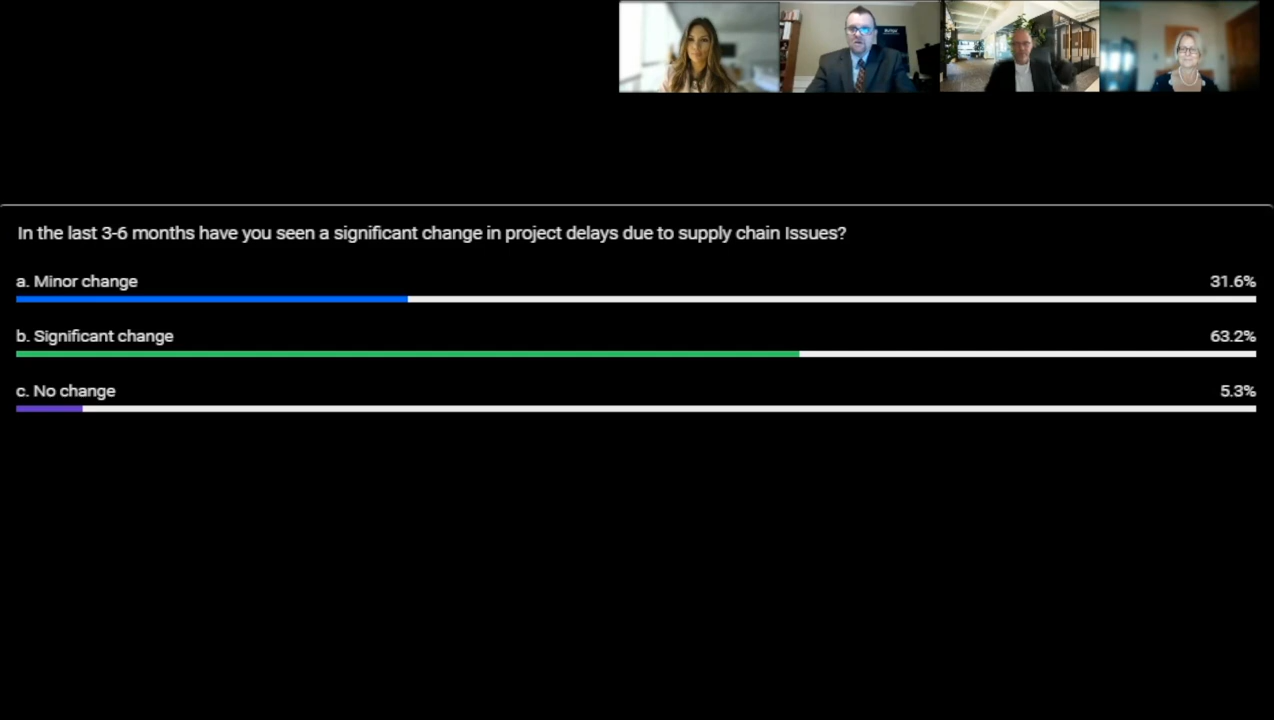 In the last 3-6 months have you seen a significant change in project delays due to supply chain Issues?
a. Minor change 31.6%
b. Significant change 63.2%
c. No change 5.3%